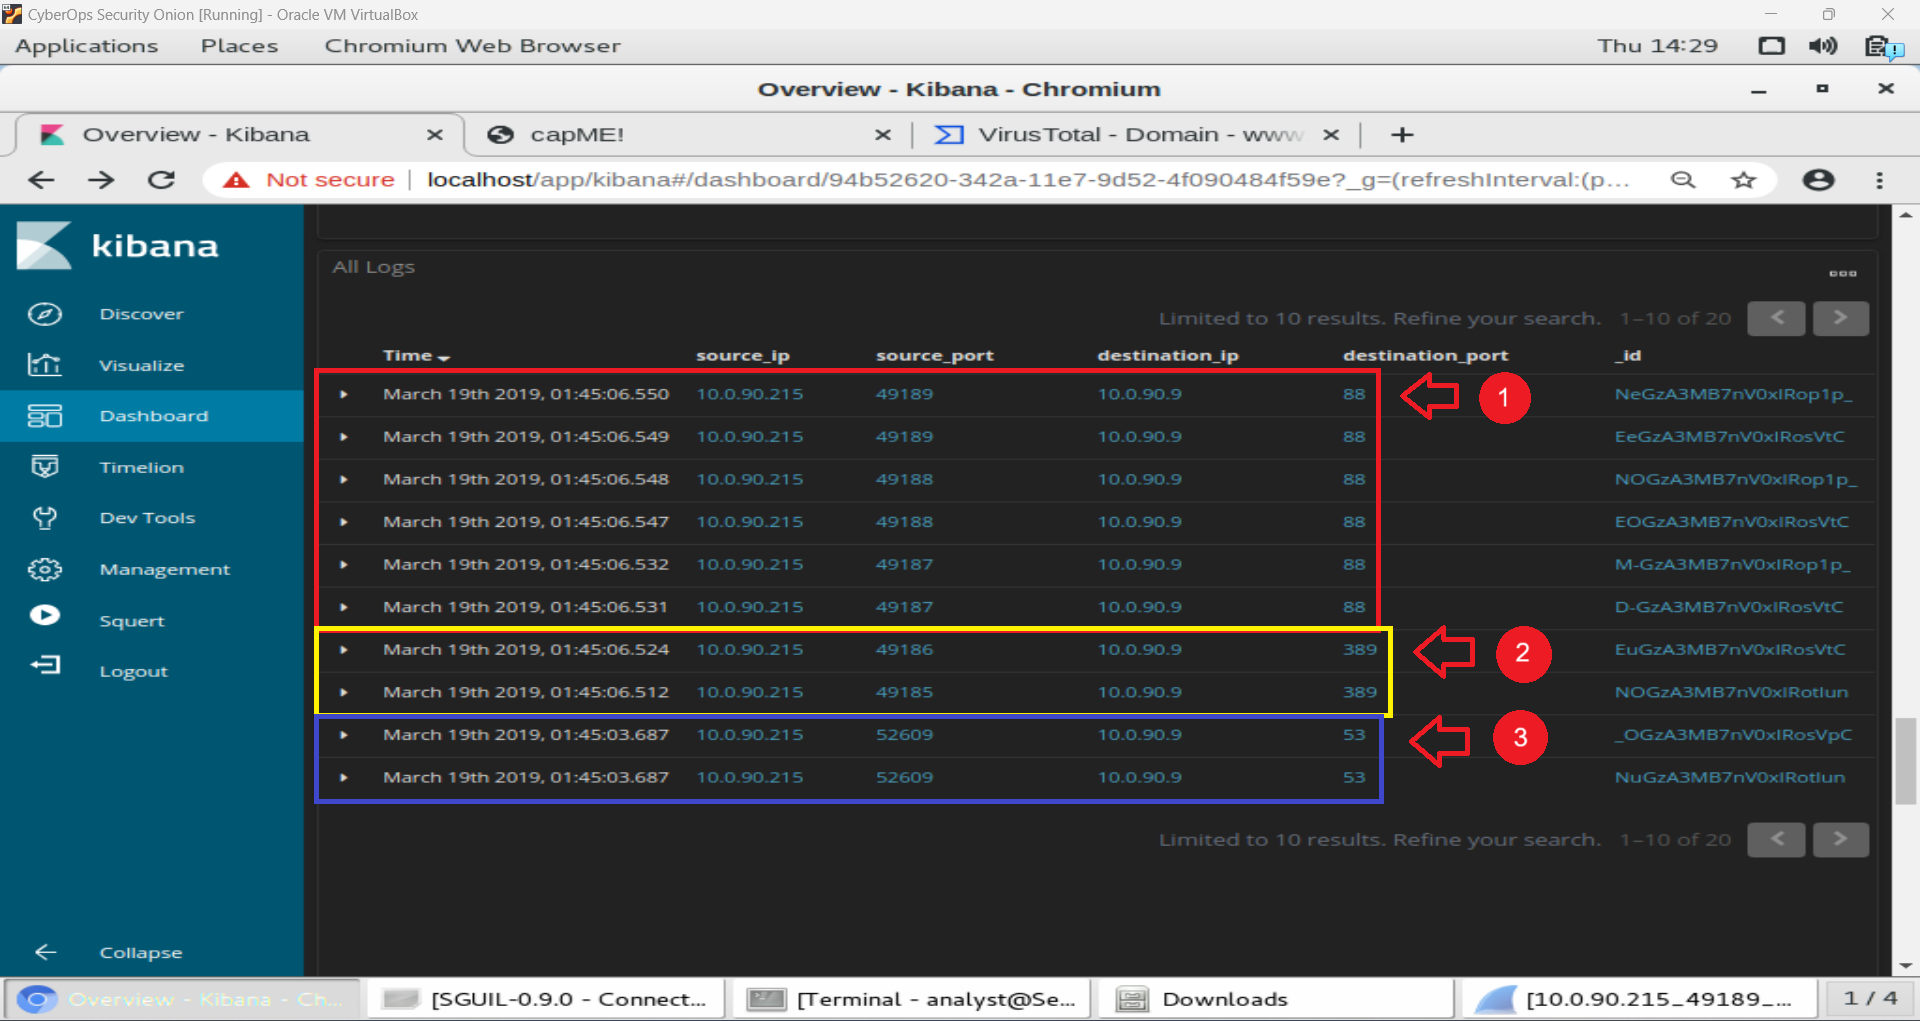 CyberOps Security Onion [Running] - Oracle VM VirtualBox
Applications Places Chromium Web Browser Thu 14:29
Overview - Kibana - Chromium
Overview - Kibana capME! VirusTotal - Domain - www
Not secure localhost/app/kibana#/dashboard/94b52620-342a-11e7-9d52-4f090484f59e?_g=(refreshInterval:(p...
kibana
Discover
Visualize
Dashboard
Timelion
Dev Tools
Management
Squert
Logout
Collapse
All Logs
Limited to 10 results. Refine your search. 1–10 of 20
Time source_ip source_port destination_ip destination_port _id
March 19th 2019, 01:45:06.550 10.0.90.215 49189 10.0.90.9 88 1 NeGzA3MB7nV0xIRop1p_
March 19th 2019, 01:45:06.549 10.0.90.215 49189 10.0.90.9 88 EeGzA3MB7nV0xIRosVtC
March 19th 2019, 01:45:06.548 10.0.90.215 49188 10.0.90.9 88 NOGzA3MB7nV0xIRop1p_
March 19th 2019, 01:45:06.547 10.0.90.215 49188 10.0.90.9 88 EOGzA3MB7nV0xIRosVtC
March 19th 2019, 01:45:06.532 10.0.90.215 49187 10.0.90.9 88 M-GzA3MB7nV0xIRop1p_
March 19th 2019, 01:45:06.531 10.0.90.215 49187 10.0.90.9 88 D-GzA3MB7nV0xIRosVtC
March 19th 2019, 01:45:06.524 10.0.90.215 49186 10.0.90.9 389 2 EuGzA3MB7nV0xIRosVtC
March 19th 2019, 01:45:06.512 10.0.90.215 49185 10.0.90.9 389 NOGzA3MB7nV0xIRotIun
March 19th 2019, 01:45:03.687 10.0.90.215 52609 10.0.90.9 53 3 _OGzA3MB7nV0xIRosVpC
March 19th 2019, 01:45:03.687 10.0.90.215 52609 10.0.90.9 53 NuGzA3MB7nV0xIRotIun
Limited to 10 results. Refine your search. 1–10 of 20
Overview - Kibana - Ch... [SGUIL-0.9.0 - Connect... [Terminal - analyst@Se... Downloads [10.0.90.215_49189_... 1 / 4